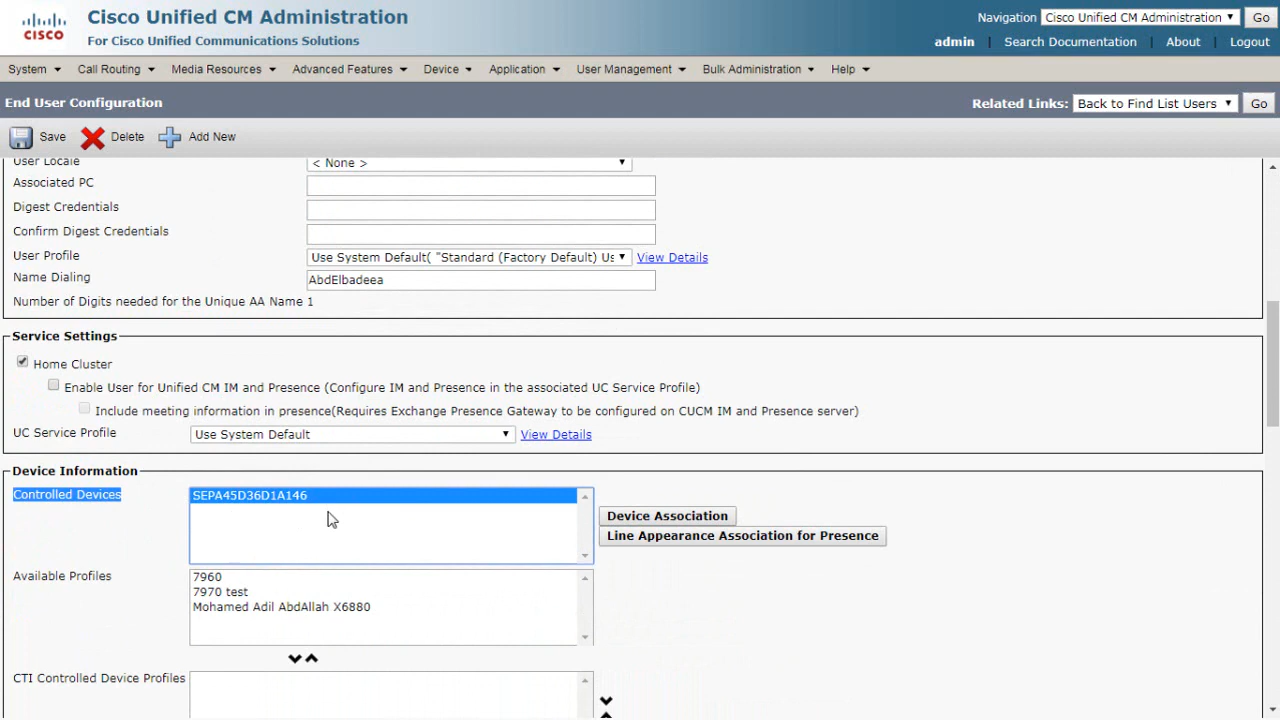 CISCO
Cisco Unified CM Administration
For Cisco Unified Communications Solutions
Navigation Cisco Unified CM Administration Go
admin | Search Documentation | About | Logout
System Call Routing Media Resources Advanced Features Device Application User Management Bulk Administration Help
End User Configuration
Related Links: Back to Find List Users Go
Save Delete Add New
User Locale < None >
Associated PC
Digest Credentials
Confirm Digest Credentials
User Profile Use System Default( "Standard (Factory Default) Us View Details
Name Dialing AbdElbadeea
Number of Digits needed for the Unique AA Name 1
Service Settings
Home Cluster
Enable User for Unified CM IM and Presence (Configure IM and Presence in the associated UC Service Profile)
Include meeting information in presence(Requires Exchange Presence Gateway to be configured on CUCM IM and Presence server)
UC Service Profile Use System Default View Details
Device Information
Controlled Devices SEPA45D36D1A146
Device Association
Line Appearance Association for Presence
Available Profiles 7960
7970 test
Mohamed Adil AbdAllah X6880
CTI Controlled Device Profiles